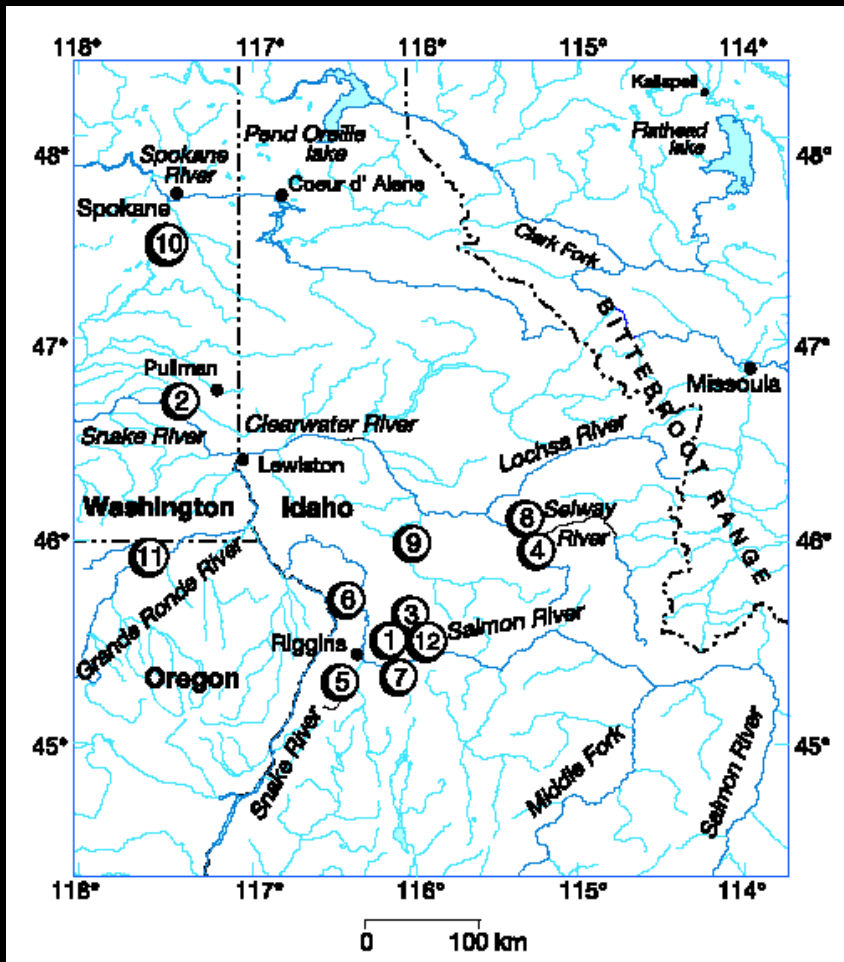 118° 117° 116° 115° 114°
Kalispell
Pend Oreille
lake
Flathead
lake
48° 48°
Spokane
River
Coeur d' Alene
Spokane
Clark Fork
10
BITTERROOT RANGE
47° 47°
Pullman
Missoula
2
Snake River
Clearwater River
Lochsa River
Lewiston
Washington
Idaho
8
Selway
River
46° 46°
9
4
11
Grande Ronde River
6
3
Salmon River
1
12
Riggins
7
5
Oregon
45° 45°
Snake River
Middle Fork
Salmon River
118° 117° 116° 115° 114°
0 100 km